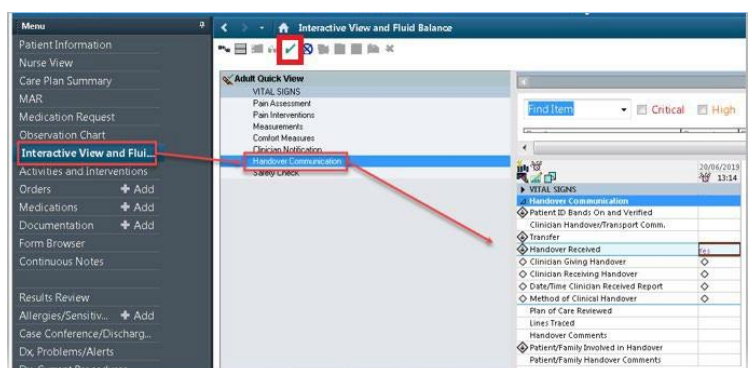 Menu
Patient Information
Nurse View
Care Plan Summary
MAR
Medication Request
Observation Chart
Interactive View and Flui...
Activities and Interventions
Orders + Add
Medications + Add
Documentation + Add
Form Browser
Continuous Notes
Results Review
Allergies/Sensitiv... + Add
Case Conference/Discharg...
Dx, Problems/Alerts
Interactive View and Fluid Balance
Adult Quick View
VITAL SIGNS
Pain Assessment
Pain Interventions
Measurements
Comfort Measures
Clinician Notification
Handover Communication
Safety Check
Find Item Critical High
20/06/2019
13:14
VITAL SIGNS
Handover Communication
Patient ID Bands On and Verified
Clinician Handover/Transport Comm.
Transfer
Handover Received Yes
Clinician Giving Handover
Clinician Receiving Handover
Date/Time Clinician Received Report
Method of Clinical Handover
Plan of Care Reviewed
Lines Traced
Handover Comments
Patient/Family Involved in Handover
Patient/Family Handover Comments